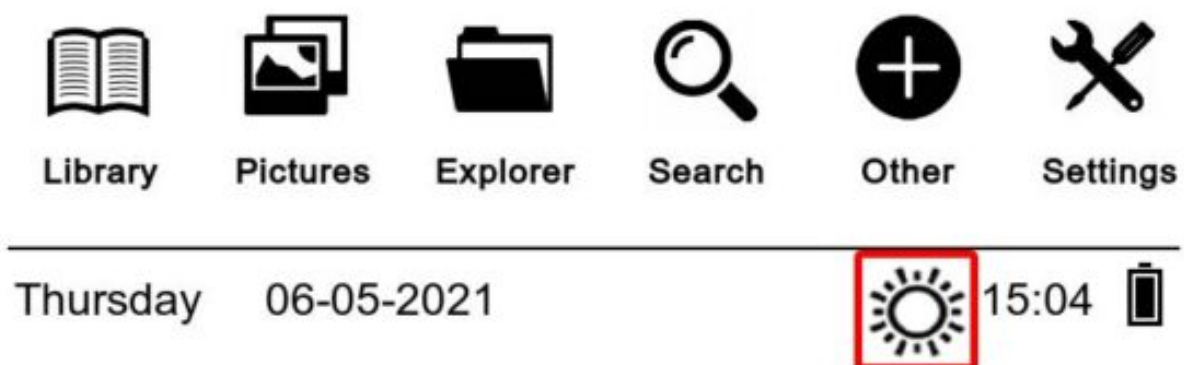 Library Pictures Explorer Search Other Settings
Thursday 06-05-2021 15:04